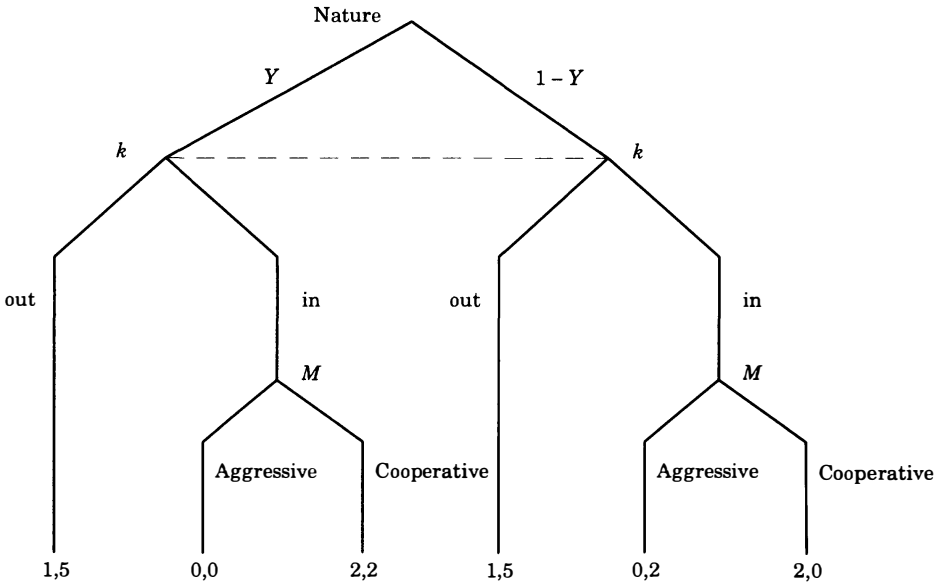 Nature
Y 1 – Y
k k
out in out in
M M
Aggressive Cooperative Aggressive Cooperative
1,5 0,0 2,2 1,5 0,2 2,0